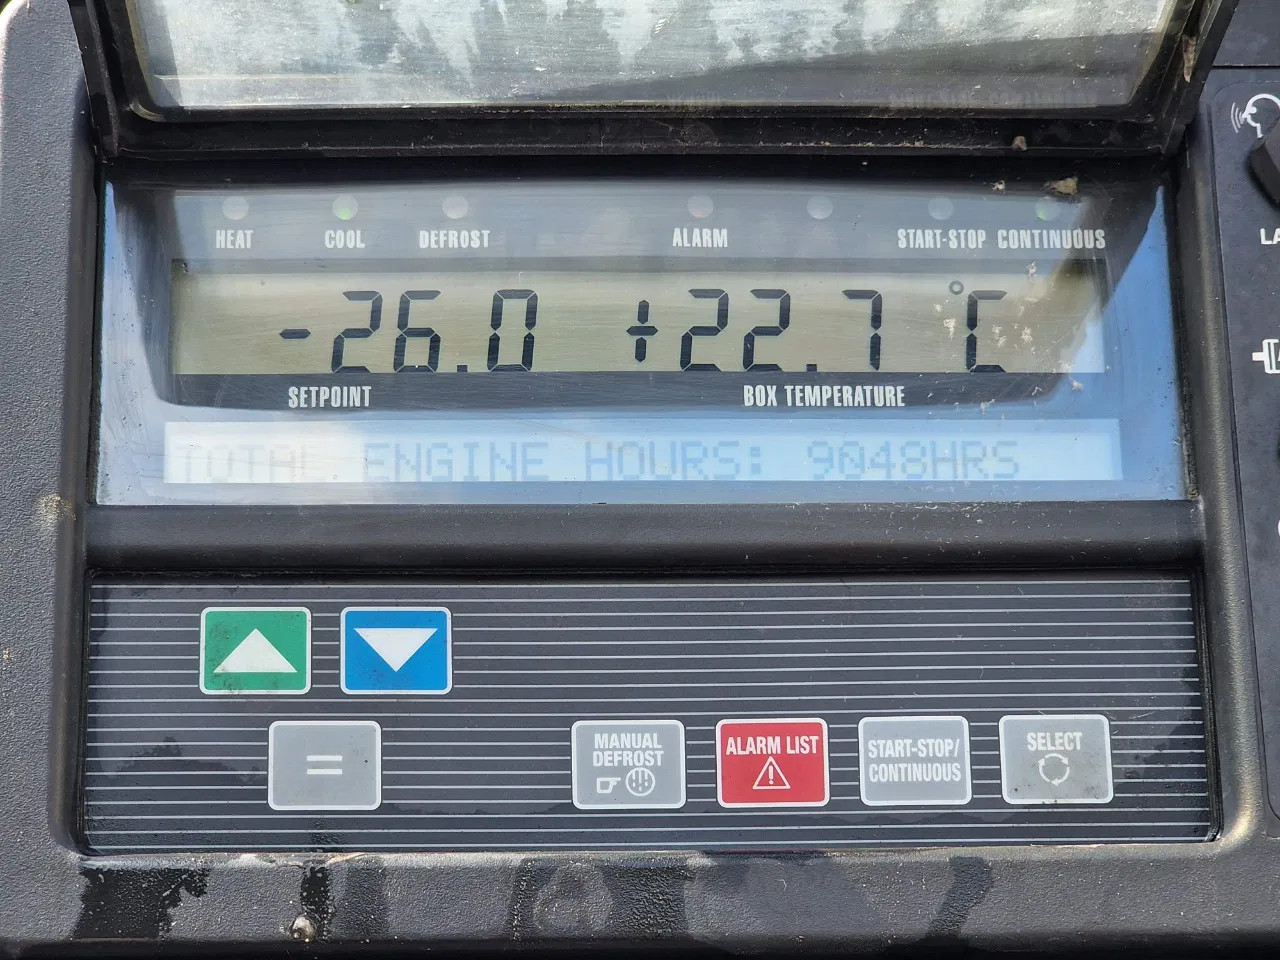 HEAT COOL DEFROST ALARM START-STOP CONTINUOUS
-26.0 +22.7 °C
SETPOINT BOX TEMPERATURE
TOTAL ENGINE HOURS: 9048HRS
=
MANUAL DEFROST
ALARM LIST
START-STOP/
CONTINUOUS
SELECT
LA